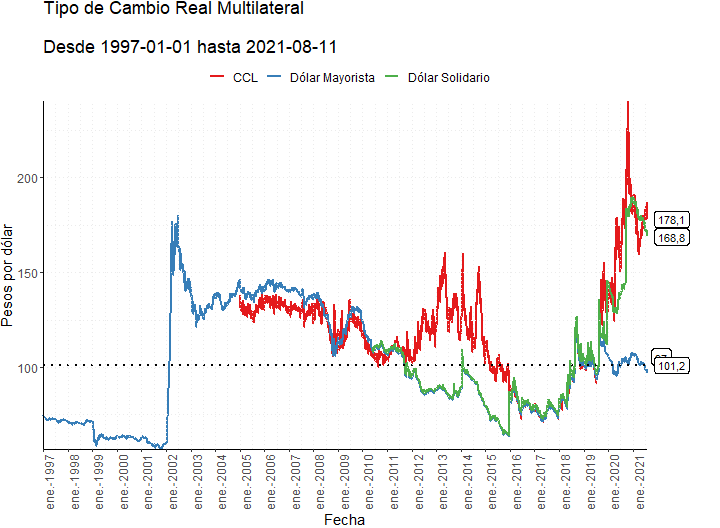 Tipo de Cambio Real Multilateral
Desde 1997-01-01 hasta 2021-08-11
CCL Dólar Mayorista Dólar Solidario
Pesos por dólar
200
150
100
178,1
168,8
101,2
ene.-1997
ene.-1998
ene.-1999
ene.-2000
ene.-2001
ene.-2002
ene.-2003
ene.-2004
ene.-2005
ene.-2006
ene.-2007
ene.-2008
ene.-2009
ene.-2010
ene.-2011
ene.-2012
ene.-2013
ene.-2014
ene.-2015
ene.-2016
ene.-2017
ene.-2018
ene.-2019
ene.-2020
ene.-2021
Fecha